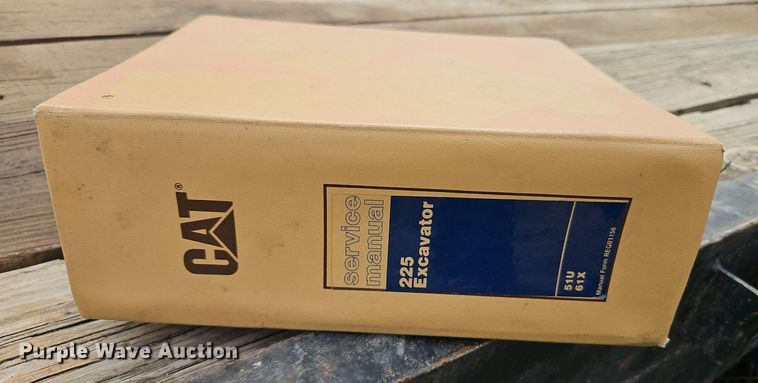 CAT®
service
manual
225
Excavator
51U
61X
Manual Form REG01156
Purple Wave Auction